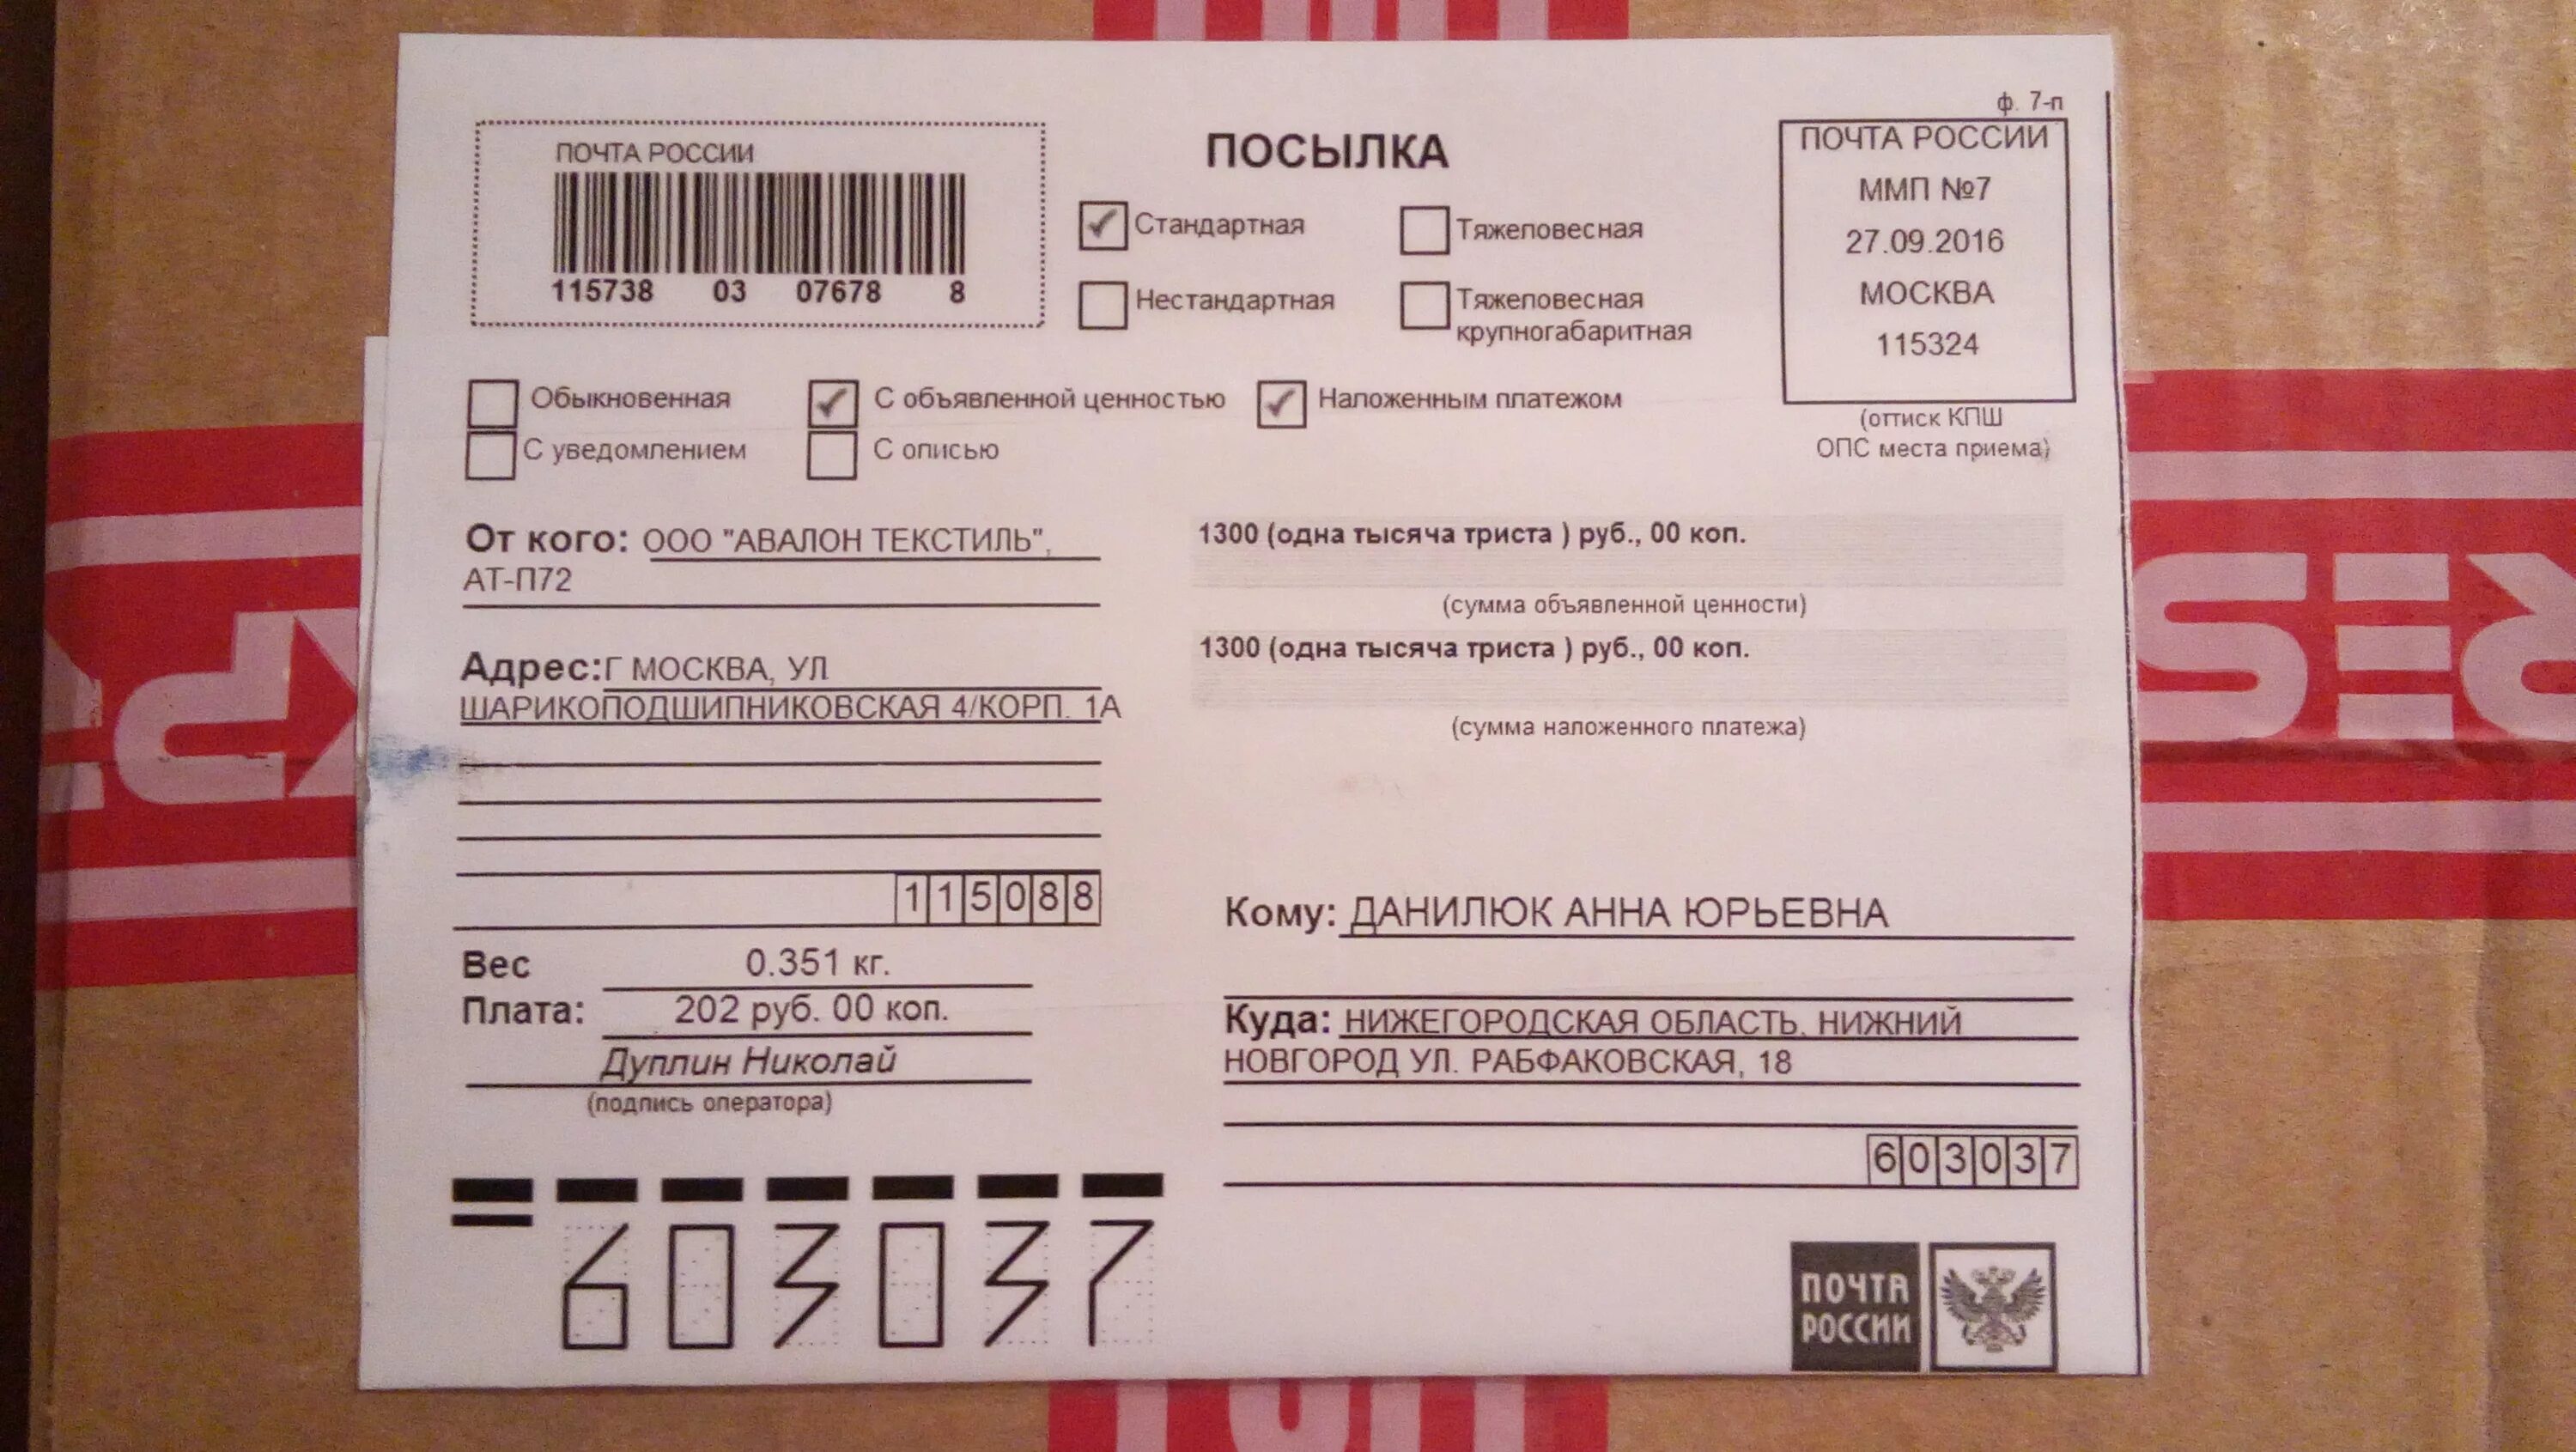 ф. 7-п
ПОЧТА РОССИИ
115738 03 07678 8
ПОСЫЛКА
Стандартная
Тяжеловесная
Нестандартная
Тяжеловесная
крупногабаритная
ПОЧТА РОССИИ
ММП №7
27.09.2016
МОСКВА
115324
(оттиск КПШ
ОПС места приема)
Обыкновенная
С объявленной ценностью
Наложенным платежом
С уведомлением
С описью
От кого: ООО "АВАЛОН ТЕКСТИЛЬ",
АТ-П72
Адрес:Г МОСКВА, УЛ
ШАРИКОПОДШИПНИКОВСКАЯ 4/КОРП. 1А
115088
1300 (одна тысяча триста ) руб., 00 коп.
(сумма объявленной ценности)
1300 (одна тысяча триста ) руб., 00 коп.
(сумма наложенного платежа)
Вес 0.351 кг.
Плата: 202 руб. 00 коп.
Дуплин Николай
(подпись оператора)
Кому: ДАНИЛЮК АННА ЮРЬЕВНА
Куда: НИЖЕГОРОДСКАЯ ОБЛАСТЬ, НИЖНИЙ
НОВГОРОД УЛ. РАБФАКОВСКАЯ, 18
603037
603037
ПОЧТА
РОССИИ